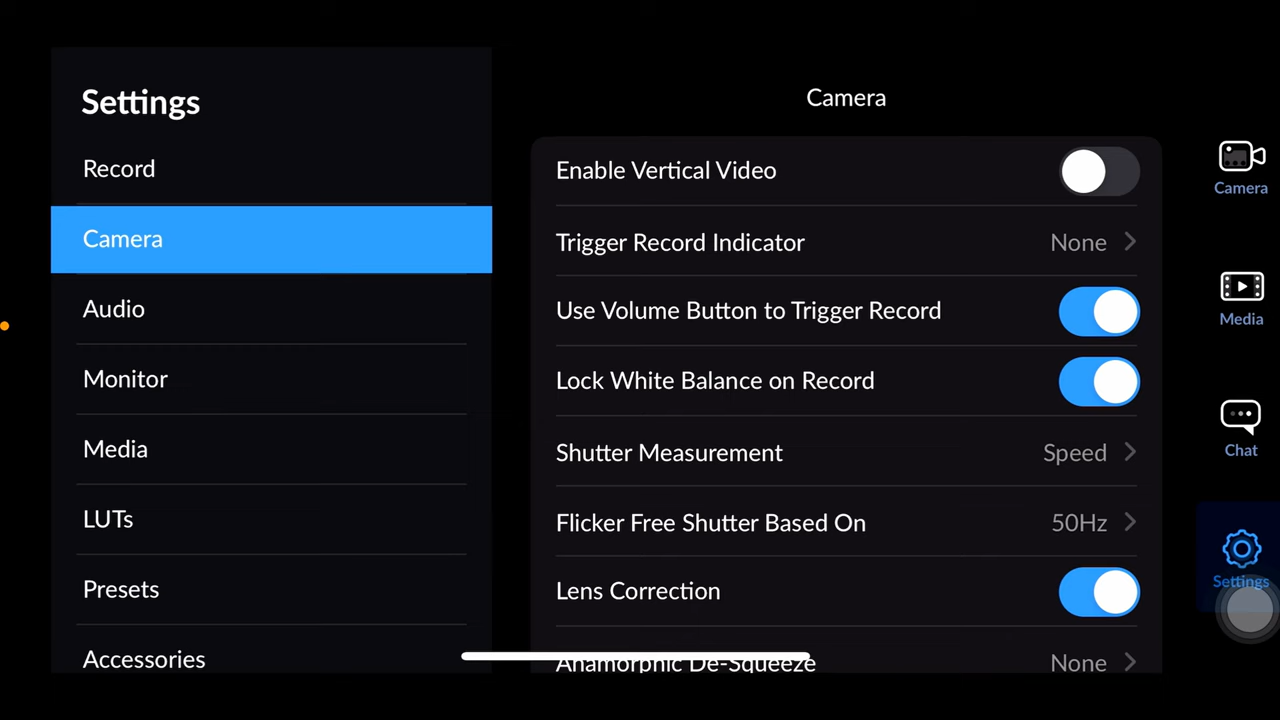 Settings
Record
Camera
Audio
Monitor
Media
LUTs
Presets
Accessories
Camera
Enable Vertical Video
Trigger Record Indicator None
Use Volume Button to Trigger Record
Lock White Balance on Record
Shutter Measurement Speed
Flicker Free Shutter Based On 50Hz
Lens Correction
Anamorphic De-Squeeze None
Camera
Media
Chat
Settings